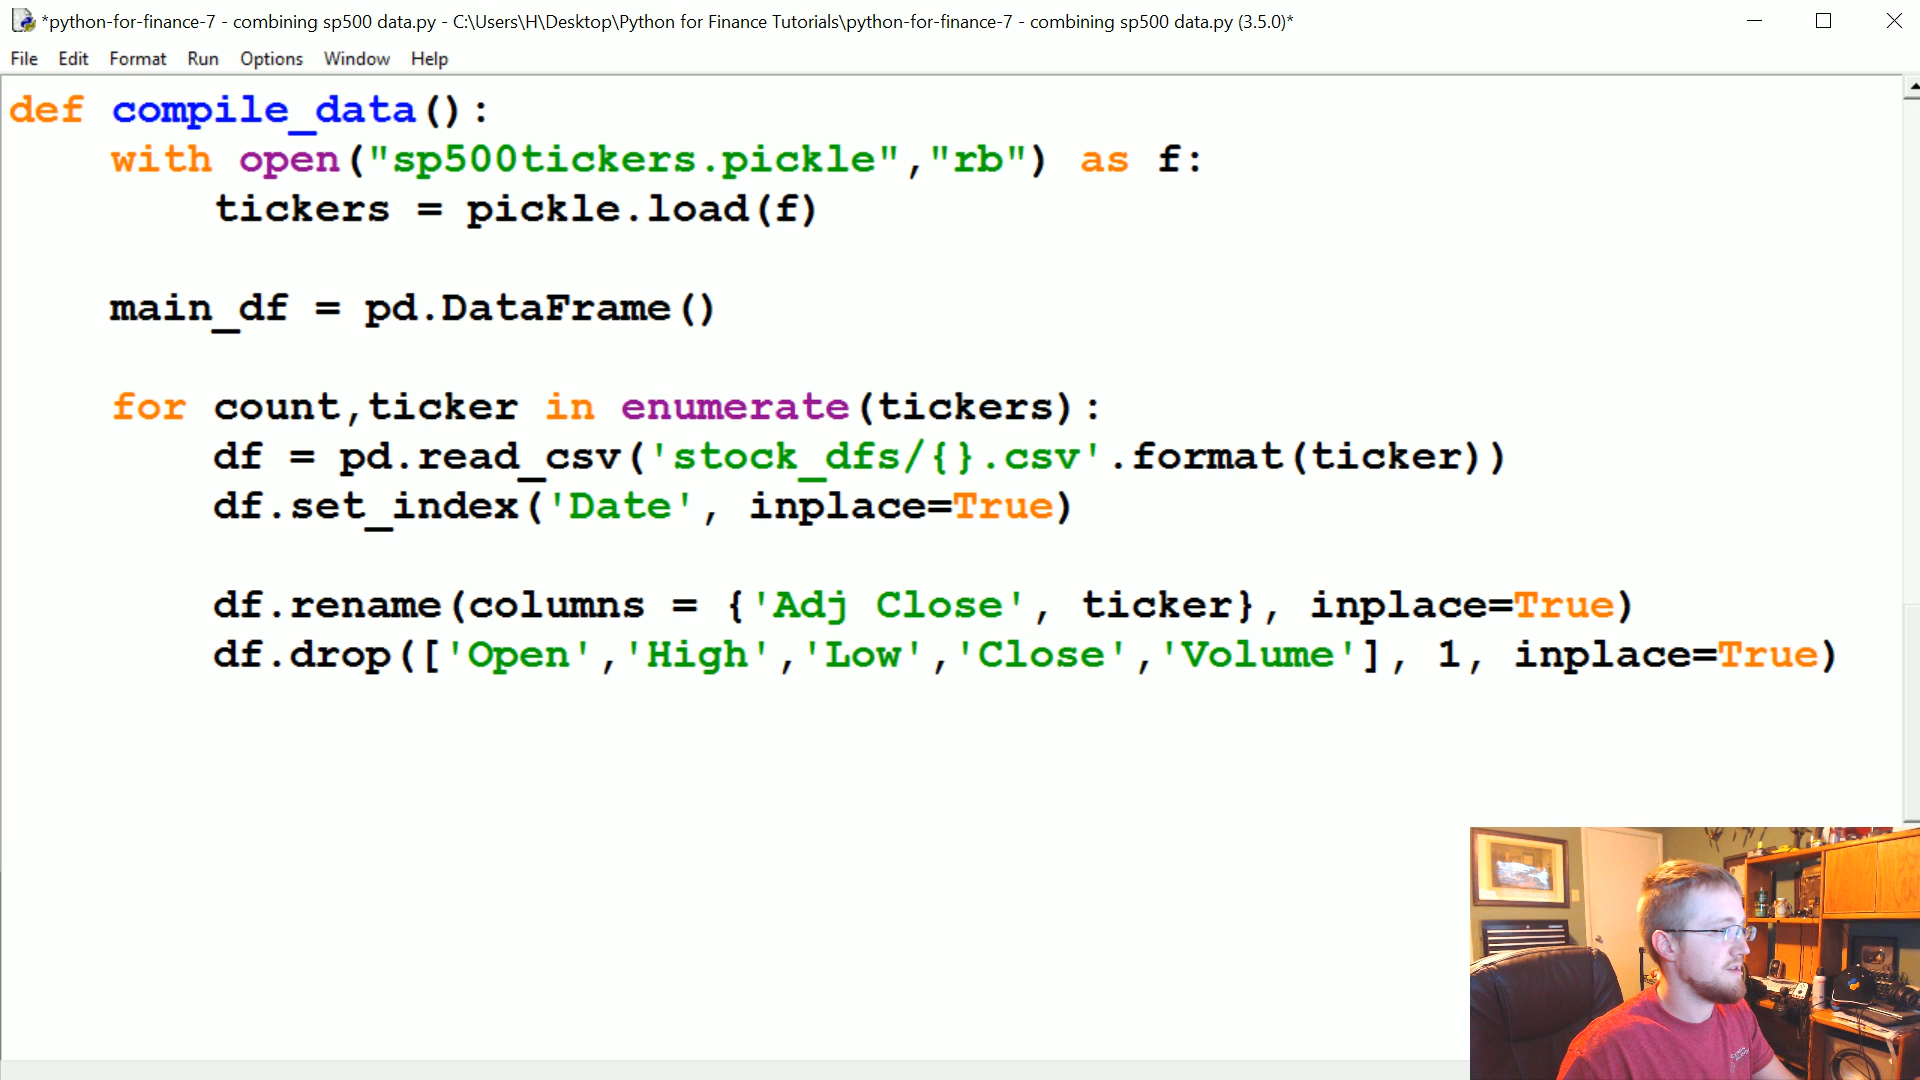 *python-for-finance-7 - combining sp500 data.py - C:\Users\H\Desktop\Python for Finance Tutorials\python-for-finance-7 - combining sp500 data.py (3.5.0)*
File Edit Format Run Options Window Help
def compile_data():
    with open("sp500tickers.pickle","rb") as f:
        tickers = pickle.load(f)
    main_df = pd.DataFrame()
    for count,ticker in enumerate(tickers):
        df = pd.read_csv('stock_dfs/{}.csv'.format(ticker))
        df.set_index('Date', inplace=True)
        df.rename(columns = {'Adj Close', ticker}, inplace=True)
        df.drop(['Open','High','Low','Close','Volume'], 1, inplace=True)